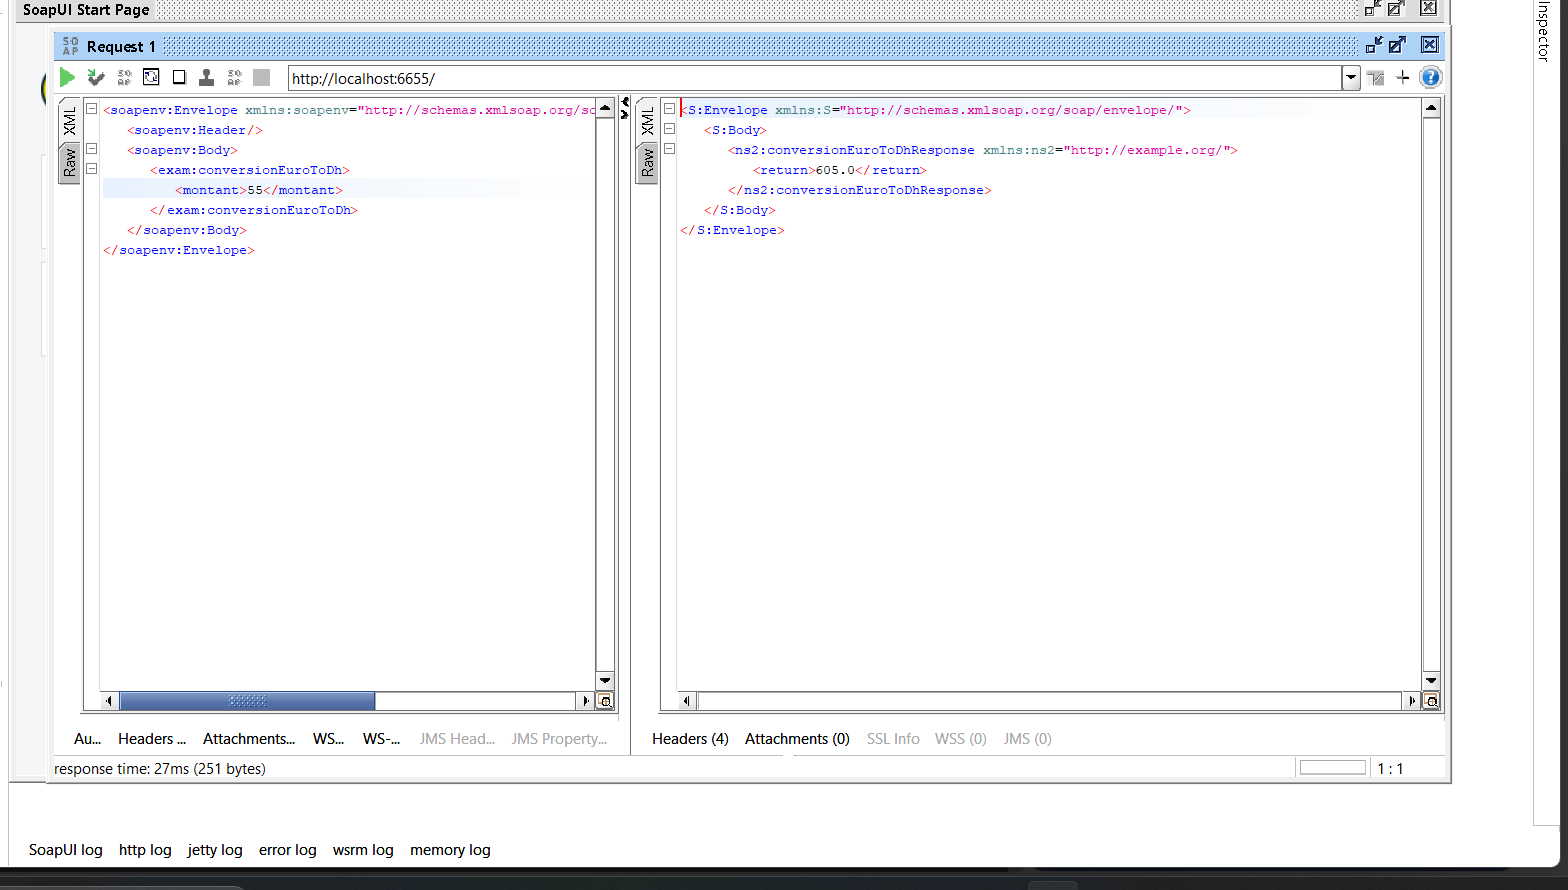 SoapUI Start Page
Inspector
SO AP
Request 1
http://localhost:6655/
XML
Raw
<soapenv:Envelope xmlns:soapenv="http://schemas.xmlsoap.org/so
<soapenv:Header/>
<soapenv:Body>
<exam:conversionEuroToDh>
<montant>55</montant>
</exam:conversionEuroToDh>
</soapenv:Body>
</soapenv:Envelope>
XML
Raw
<S:Envelope xmlns:S="http://schemas.xmlsoap.org/soap/envelope/">
<S:Body>
<ns2:conversionEuroToDhResponse xmlns:ns2="http://example.org/">
<return>605.0</return>
</ns2:conversionEuroToDhResponse>
</S:Body>
</S:Envelope>
Au... Headers ... Attachments... WS... WS-... JMS Head... JMS Property...
Headers (4) Attachments (0) SSL Info WSS (0) JMS (0)
response time: 27ms (251 bytes)
1 : 1
SoapUI log http log jetty log error log wsrm log memory log